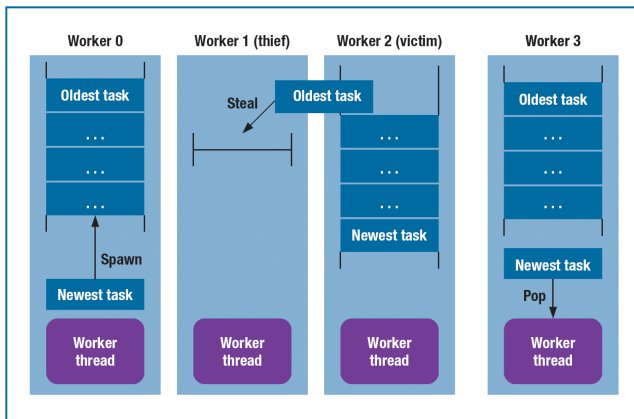 Worker 0
Worker 1 (thief)
Worker 2 (victim)
Worker 3
Oldest task
...
...
...
Spawn
Newest task
Worker
thread
Steal
Worker
thread
Oldest task
...
...
...
Newest task
Worker
thread
Oldest task
...
...
...
Newest task
Pop
Worker
thread